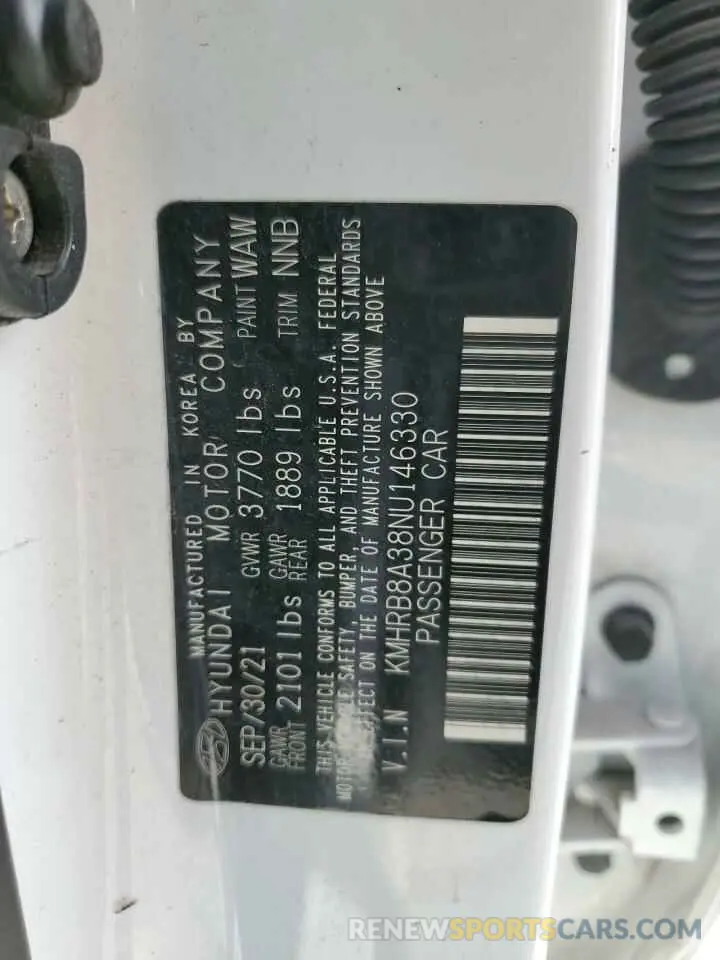 MANUFACTURED IN KOREA BY
HYUNDAI MOTOR COMPANY
SEP/30/21 GVWR 3770 lbs PAINT WAW
GAWR FRONT 2101 lbs GAWR REAR 1889 lbs TRIM NNB
THIS VEHICLE CONFORMS TO ALL APPLICABLE U.S.A. FEDERAL
MOTOR VEHICLE SAFETY, BUMPER, AND THEFT PREVENTION STANDARDS
EFFECT ON THE DATE OF MANUFACTURE SHOWN ABOVE
V.I.N KMHRB8A38NU146330
PASSENGER CAR
RENEWSPORTSCARS.COM